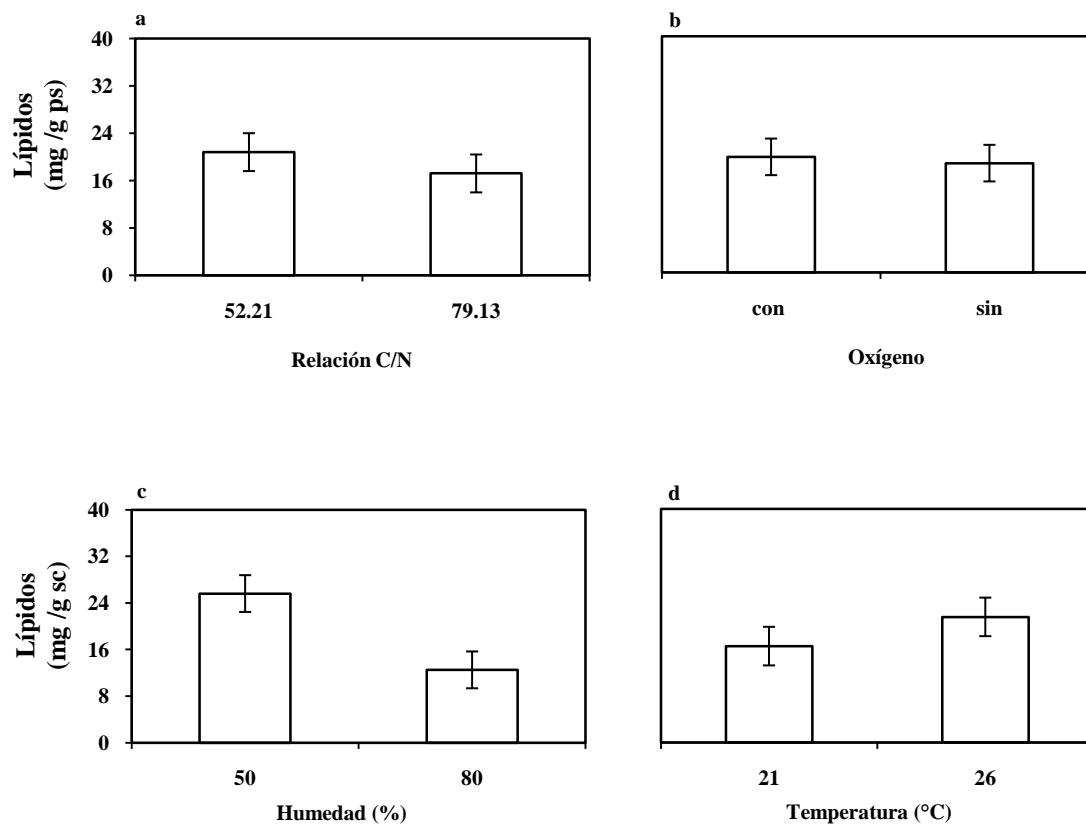 a
40
32
24
16
8
0
Lípidos
(mg /g ps)
52.21 79.13
Relación C/N
b
con sin
Oxígeno
c
40
32
24
16
8
0
Lípidos
(mg /g sc)
50 80
Humedad (%)
d
21 26
Temperatura (°C)